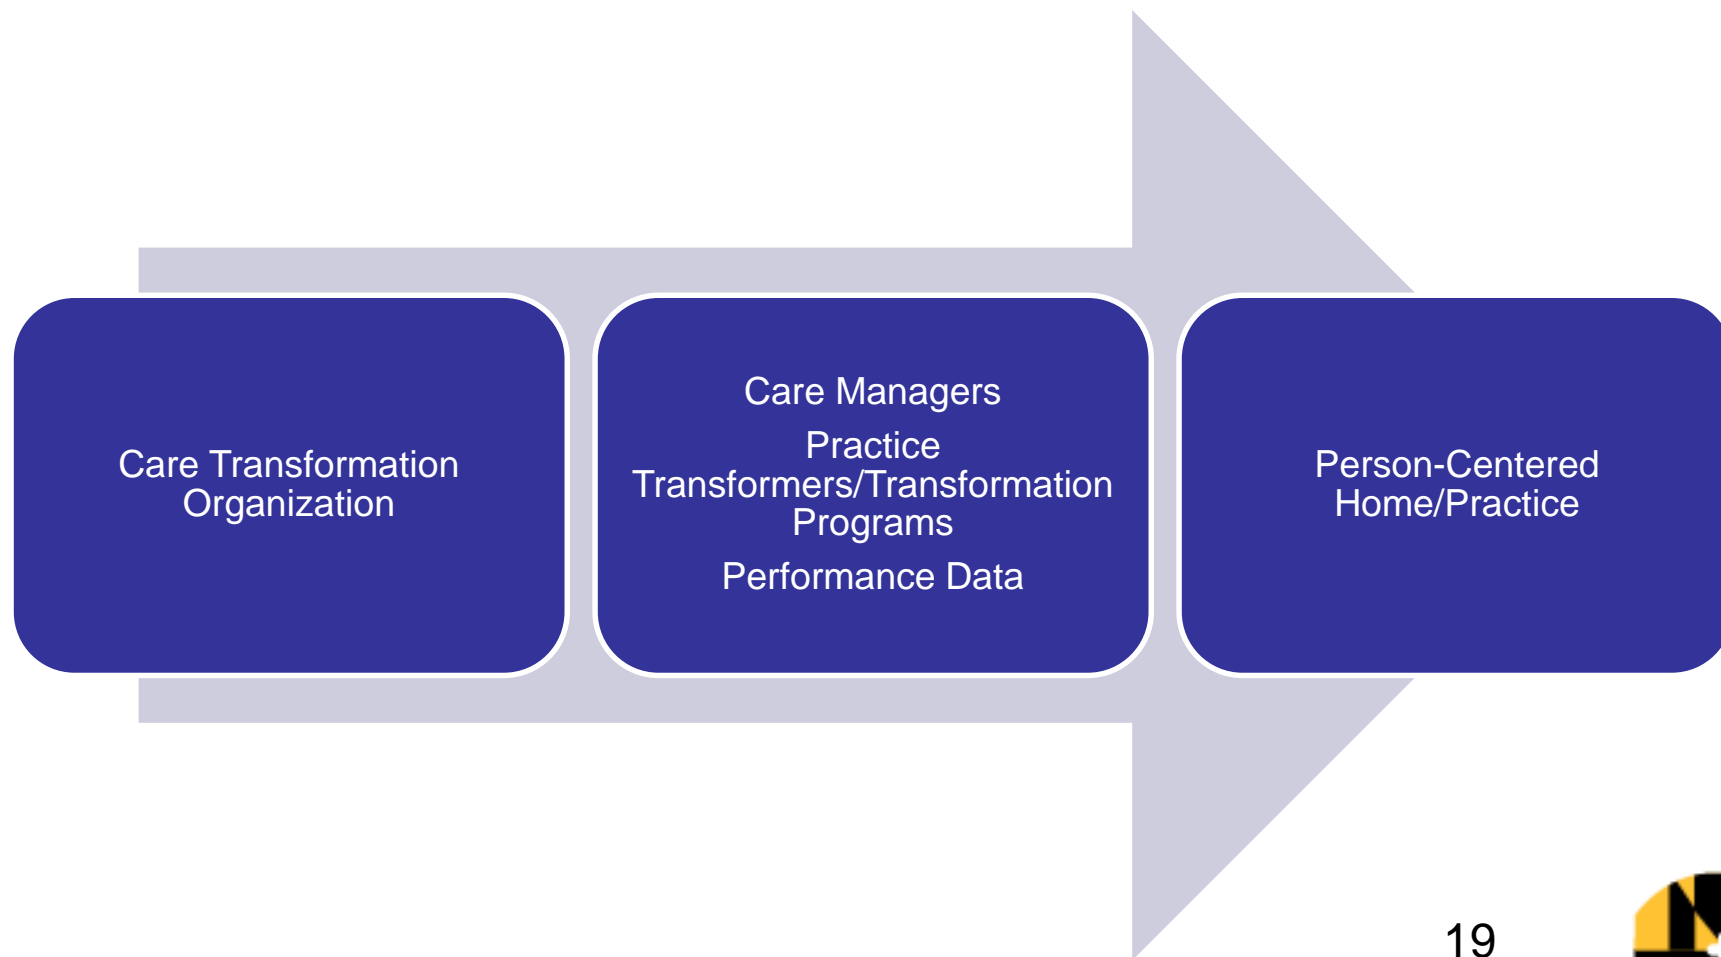 Care Transformation
Organization
Care Managers
Practice
Transformers/Transformation
Programs
Performance Data
Person-Centered
Home/Practice
19